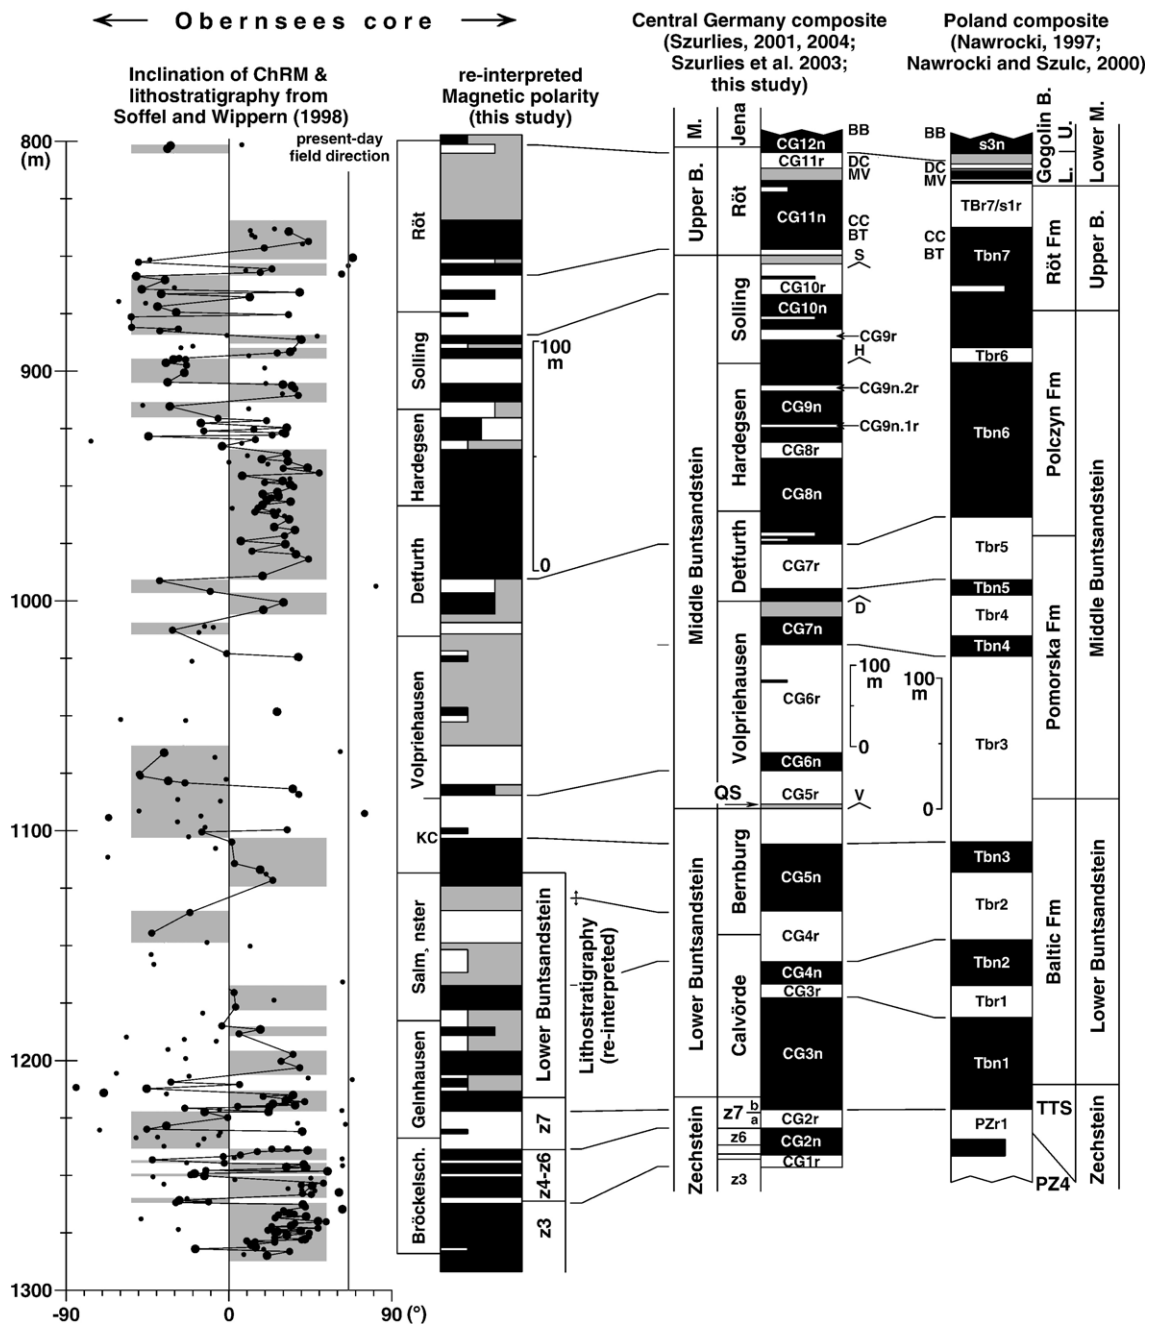 Obernsees core
Inclination of ChRM &
lithostratigraphy from
Soffel and Wippern (1998)
present-day
field direction
re-interpreted
Magnetic polarity
(this study)
Central Germany composite
(Szurlies, 2001, 2004;
Szurlies et al. 2003;
this study)
Poland composite
(Nawrocki, 1997;
Nawrocki and Szulc, 2000)
800
(m)
900
1000
1100
1200
1300
-90
0
90 (°)
Röt
Solling
Hardegsen
Detfurth
Volpriehausen
KC
Salm¸nster
Gelnhausen
Bröckelsch.
100
m
0
Lower Buntsandstein
z7
z4-z6
z3
Lithostratigraphy
(re-interpreted)
M.
Upper B.
Middle Buntsandstein
Lower Buntsandstein
Zechstein
Jena
Röt
Solling
Hardegsen
Detfurth
Volpriehausen
QS
Bernburg
Calvörde
z7
b
a
z6
z3
CG12n
CG11r
CG11n
CG10r
CG10n
CG9n
CG8r
CG8n
CG7r
CG7n
CG6r
CG6n
CG5r
CG5n
CG4r
CG4n
CG3r
CG3n
CG2r
CG2n
CG1r
BB
DC
MV
CC
BT
S
CG9r
H
CG9n.2r
CG9n.1r
D
100
m
0
V
BB
DC
MV
CC
BT
100
m
0
s3n
TBr7/s1r
Tbn7
Tbr6
Tbn6
Tbr5
Tbn5
Tbr4
Tbn4
Tbr3
Tbn3
Tbr2
Tbn2
Tbr1
Tbn1
PZr1
Gogolin B.
L.
U.
Röt Fm
Polczyn Fm
Pomorska Fm
Baltic Fm
TTS
PZ4
Lower M.
Upper B.
Middle Buntsandstein
Lower Buntsandstein
Zechstein